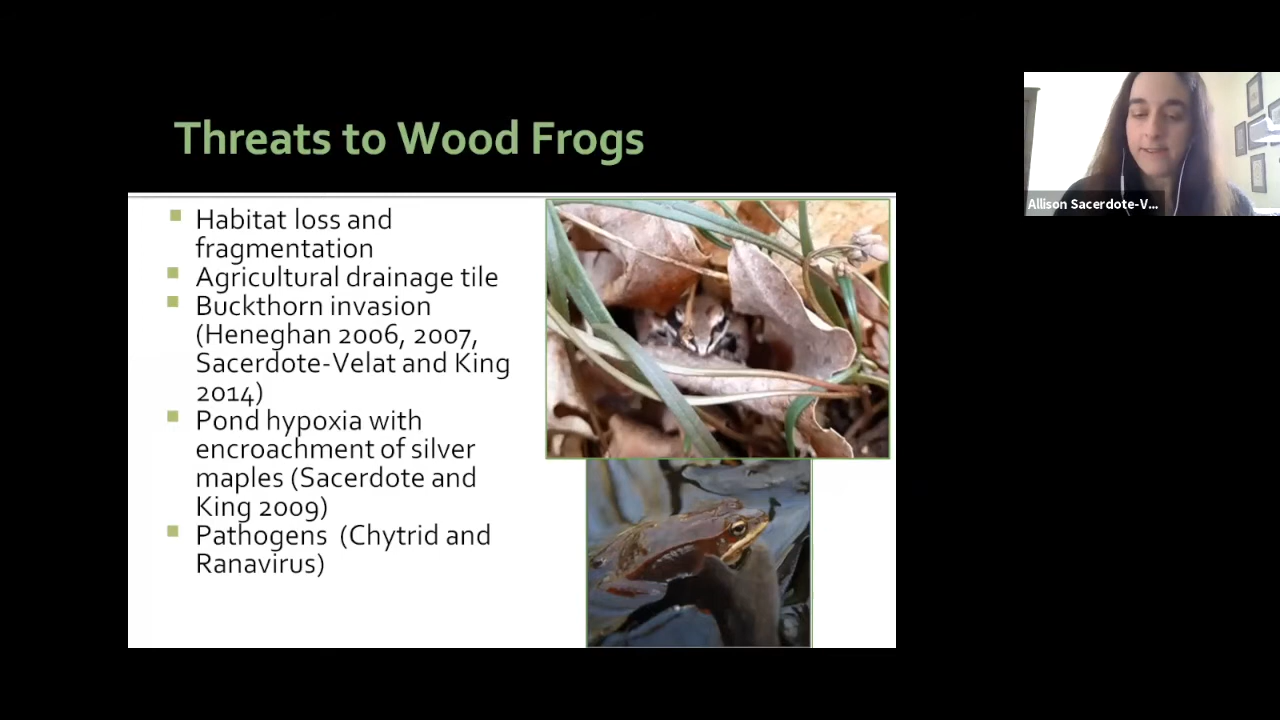 Threats to Wood Frogs
Habitat loss and
fragmentation
Agricultural drainage tile
Buckthorn invasion
(Heneghan 2006, 2007,
Sacerdote-Velat and King
2014)
Pond hypoxia with
encroachment of silver
maples (Sacerdote and
King 2009)
Pathogens (Chytrid and
Ranavirus)
Allison Sacerdote-V...